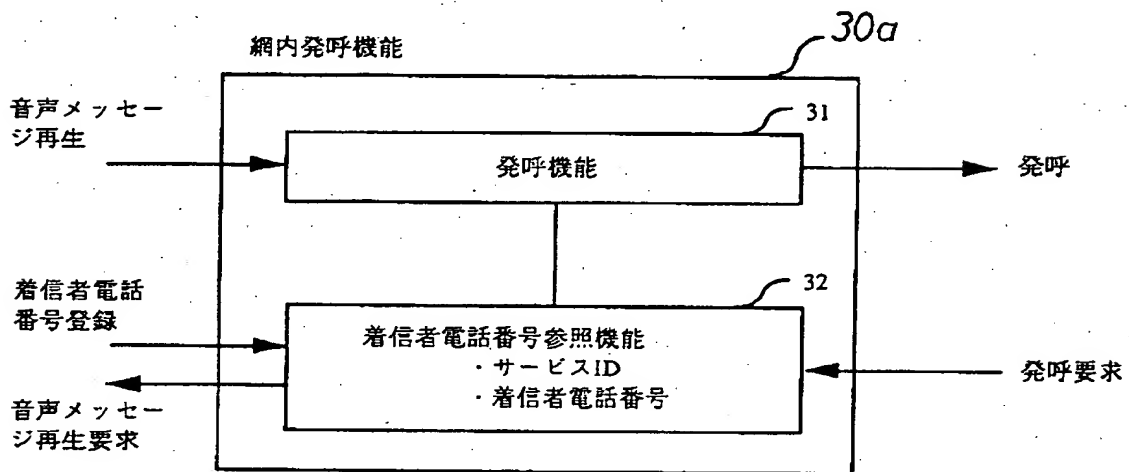 網内発呼機能
30a
音声メッセー
ジ再生
31
発呼機能
発呼
着信者電話
番号登録
32
着信者電話番号参照機能
・サービスID
・着信者電話番号
発呼要求
音声メッセー
ジ再生要求